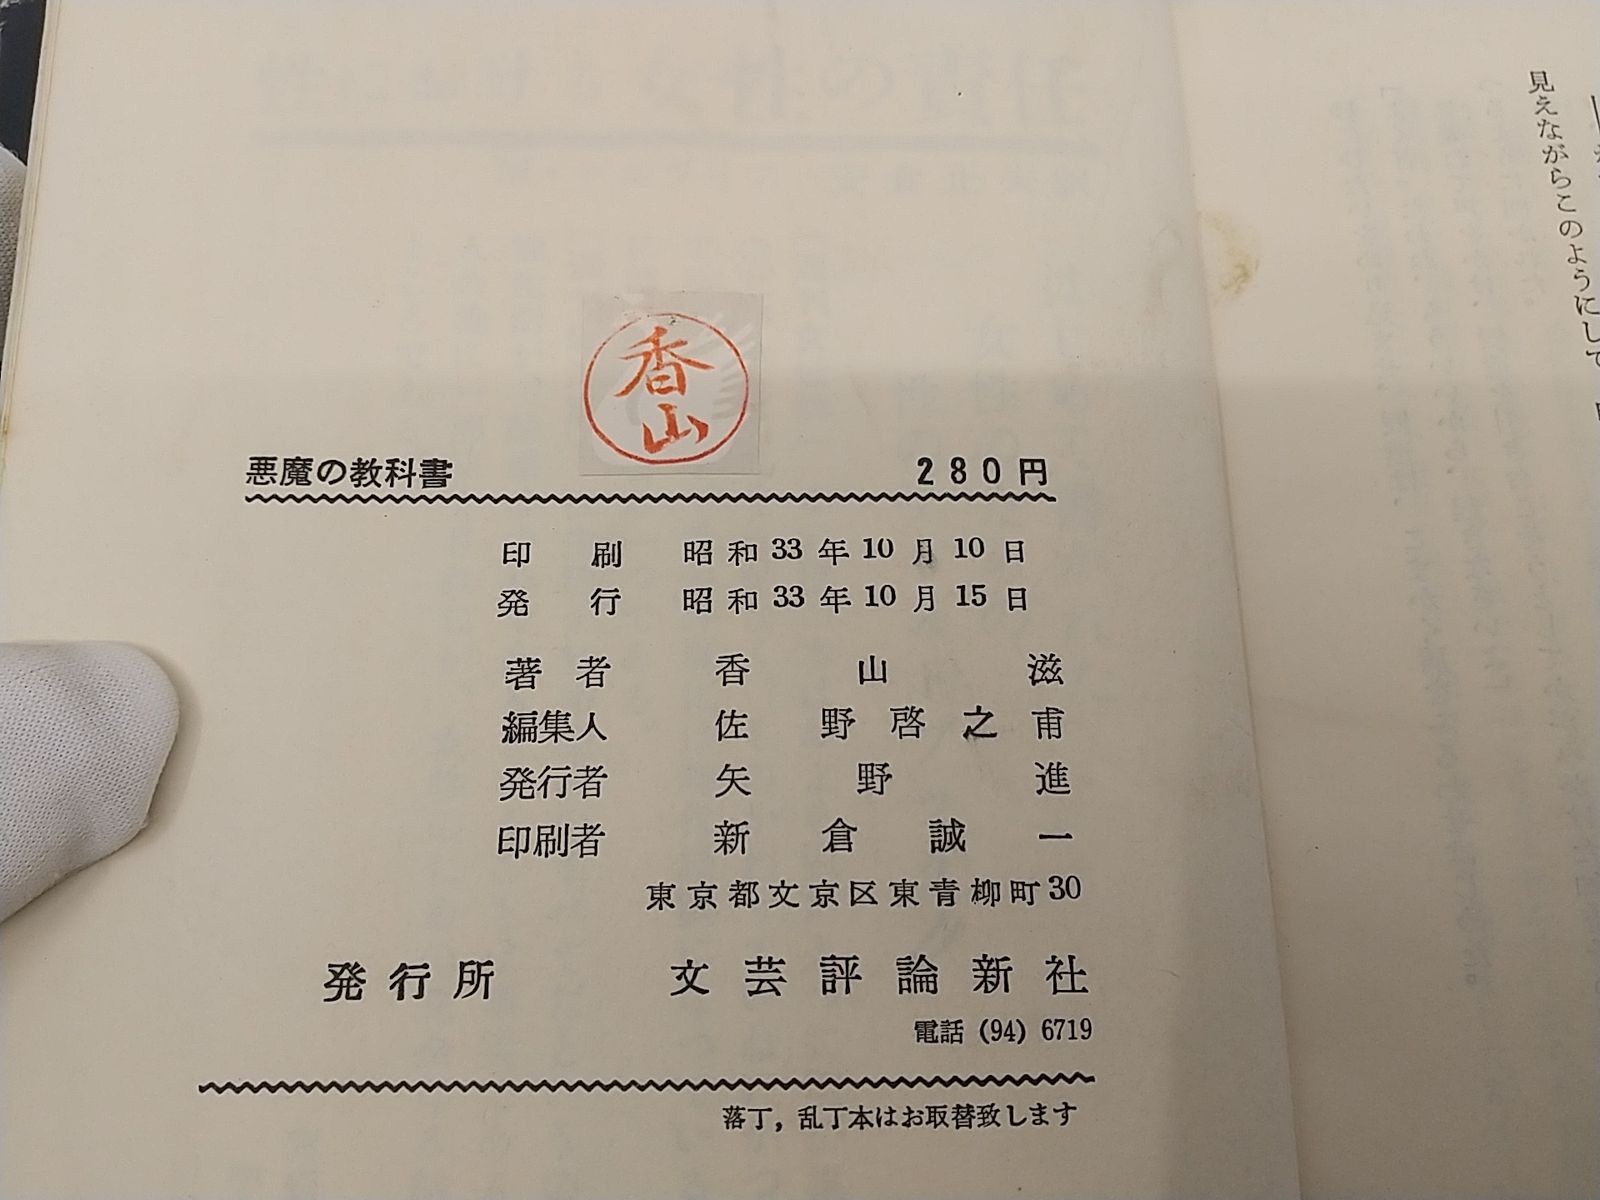 香山
悪魔の教科書 280円
印刷 昭和33年10月10日
発行 昭和33年10月15日
著者 香山滋
編集人 佐野啓之甫
発行者 矢野進
印刷者 新倉誠一
東京都文京区東青柳町30
発行所 文芸評論新社
電話 (94) 6719
落丁，乱丁本はお取替致します
見えながらこのようにして